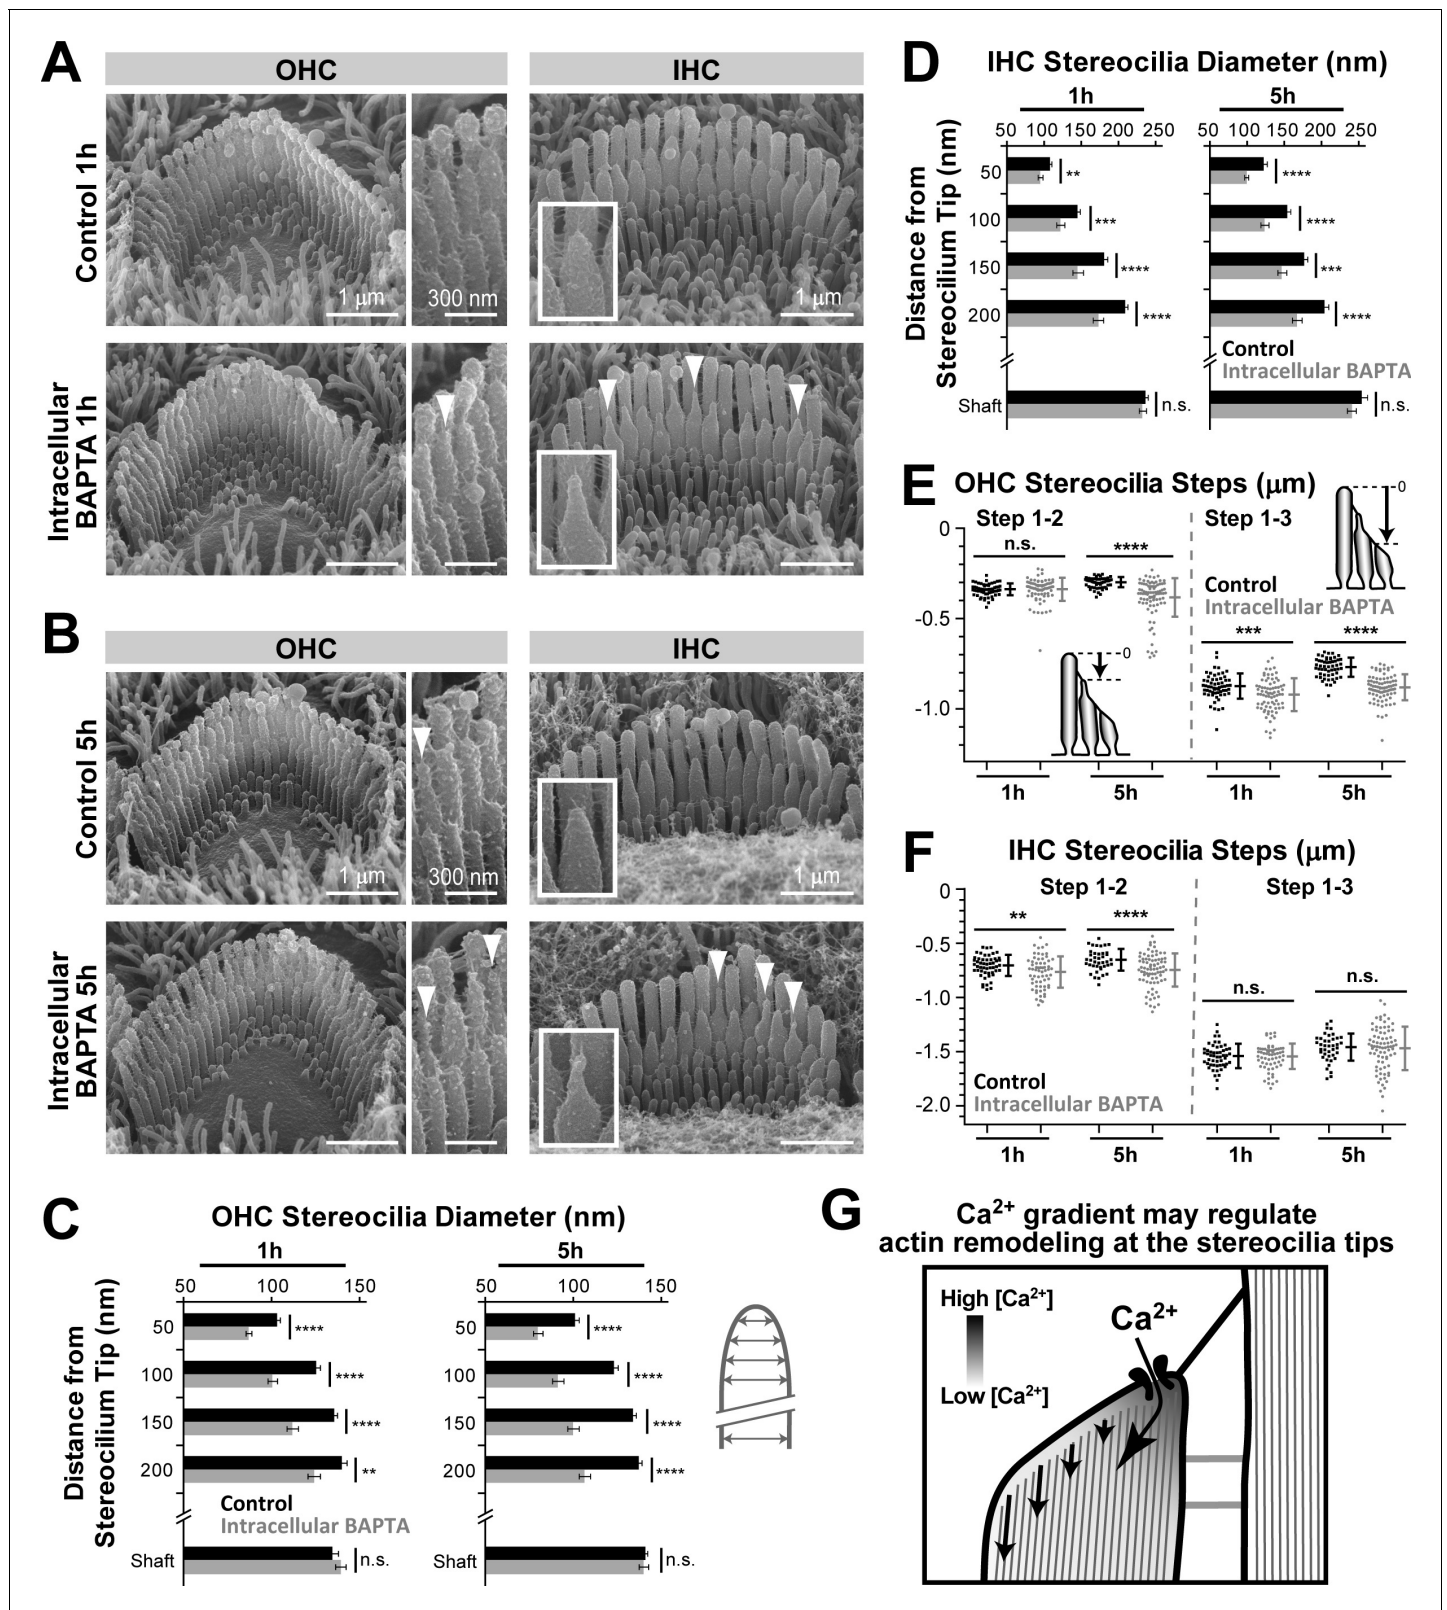 A
OHC
IHC
Control 1h
1 µm
300 nm
1 µm
Intracellular
BAPTA 1h
B
OHC
IHC
Control 5h
1 µm
300 nm
1 µm
Intracellular
BAPTA 5h
C
OHC Stereocilia Diameter (nm)
1h
5h
50 100 150
50 100 150
Distance from
Stereocilium Tip (nm)
50
****
50
****
100
****
100
****
150
****
150
****
200
**
200
****
Control
Intracellular BAPTA
Shaft
n.s.
Shaft
n.s.
D
IHC Stereocilia Diameter (nm)
1h
5h
50 100 150 200 250
50 100 150 200 250
Distance from
Stereocilium Tip (nm)
50
**
****
100
***
****
150
****
***
200
****
****
Control
Intracellular BAPTA
Shaft
n.s.
n.s.
E
OHC Stereocilia Steps (µm)
Step 1-2
Step 1-3
0
0
n.s.
****
Control
Intracellular BAPTA
-0.5
***
****
0
-1.0
1h
5h
1h
5h
F
IHC Stereocilia Steps (µm)
Step 1-2
Step 1-3
0
**
****
-0.5
-1.0
n.s.
n.s.
-1.5
Control
Intracellular BAPTA
-2.0
1h
5h
1h
5h
G
Ca2+ gradient may regulate
actin remodeling at the stereocilia tips
High [Ca2+]
Ca2+
Low [Ca2+]